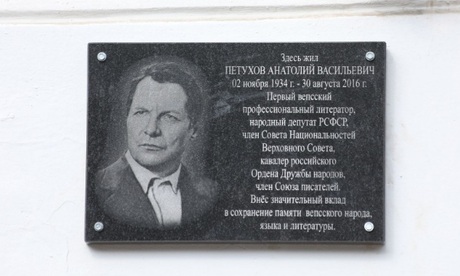 Здесь жил
ПЕТУХОВ АНАТОЛИЙ ВАСИЛЬЕВИЧ
02 ноября 1934 г. - 30 августа 2016 г.
Первый вепсский
профессиональный литератор,
народный депутат РСФСР,
член Совета Национальностей
Верховного Совета,
кавалер российского
Ордена Дружбы народов,
член Союза писателей.
Внёс значительный вклад
в сохранение памяти вепсского народа,
языка и литературы.